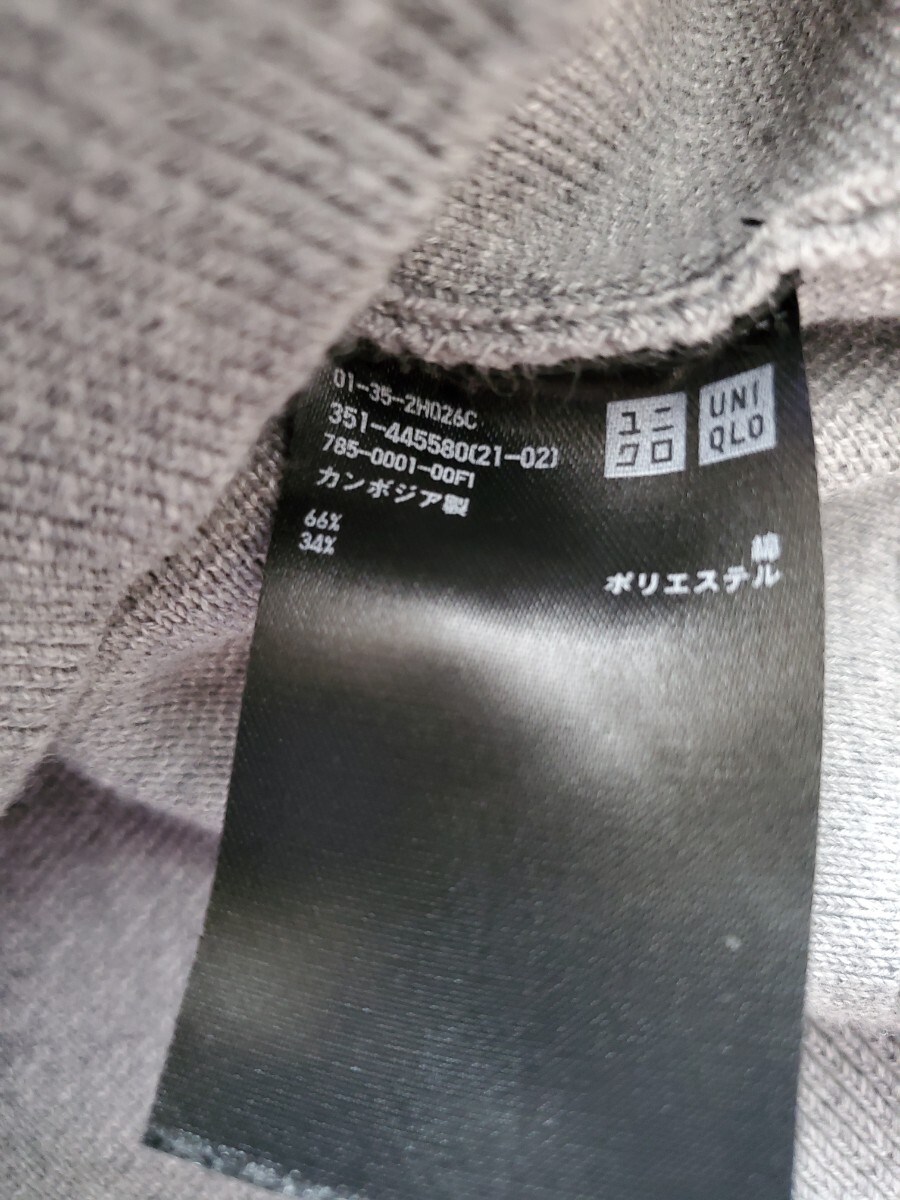 01-35-2H026C
351-445580(21-02)
785-0001-00F1
カンボジア製
ユニ
クロ
UNI
QLO
66% 綿
34% ポリエステル